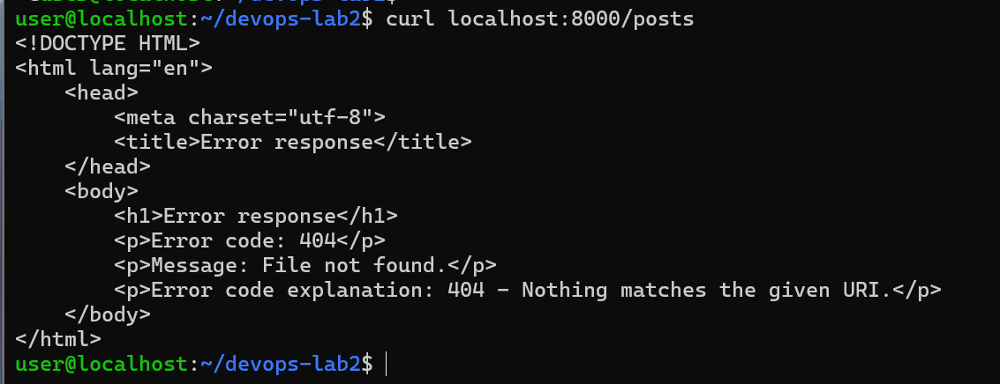 user@localhost:~/devops-lab2$ curl localhost:8000/posts
<!DOCTYPE HTML>
<html lang="en">
    <head>
        <meta charset="utf-8">
        <title>Error response</title>
    </head>
    <body>
        <h1>Error response</h1>
        <p>Error code: 404</p>
        <p>Message: File not found.</p>
        <p>Error code explanation: 404 - Nothing matches the given URI.</p>
    </body>
</html>
user@localhost:~/devops-lab2$